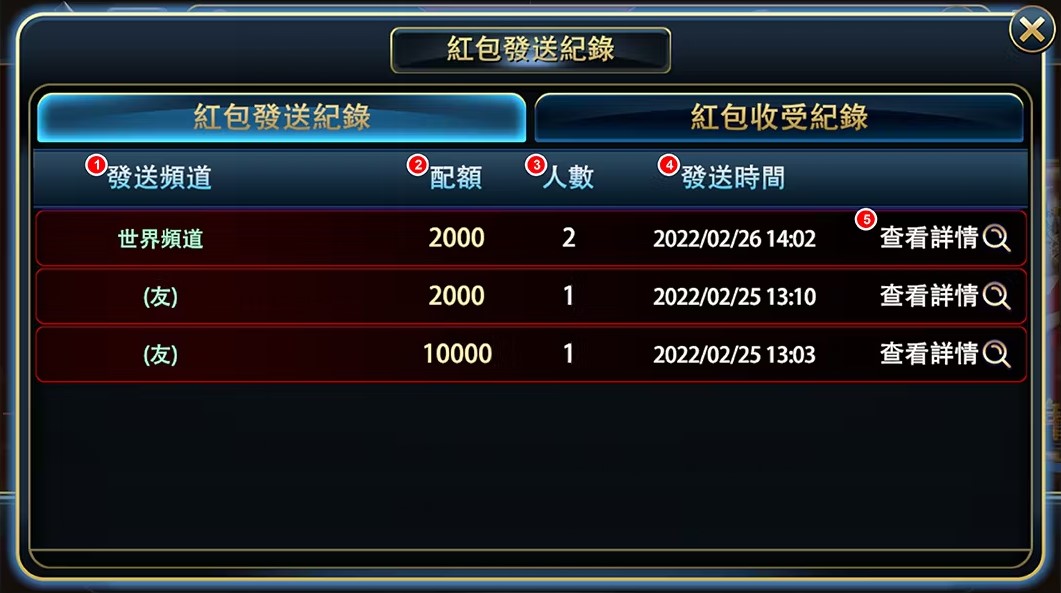 紅包發送紀錄
紅包發送紀錄 紅包收受紀錄
1 發送頻道 2 配額 3 人數 4 發送時間
5
世界頻道 2000 2 2022/02/26 14:02 查看詳情
(友) 2000 1 2022/02/25 13:10 查看詳情
(友) 10000 1 2022/02/25 13:03 查看詳情